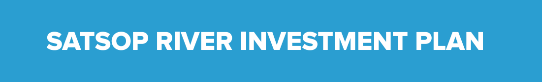 SATSOP RIVER INVESTMENT PLAN